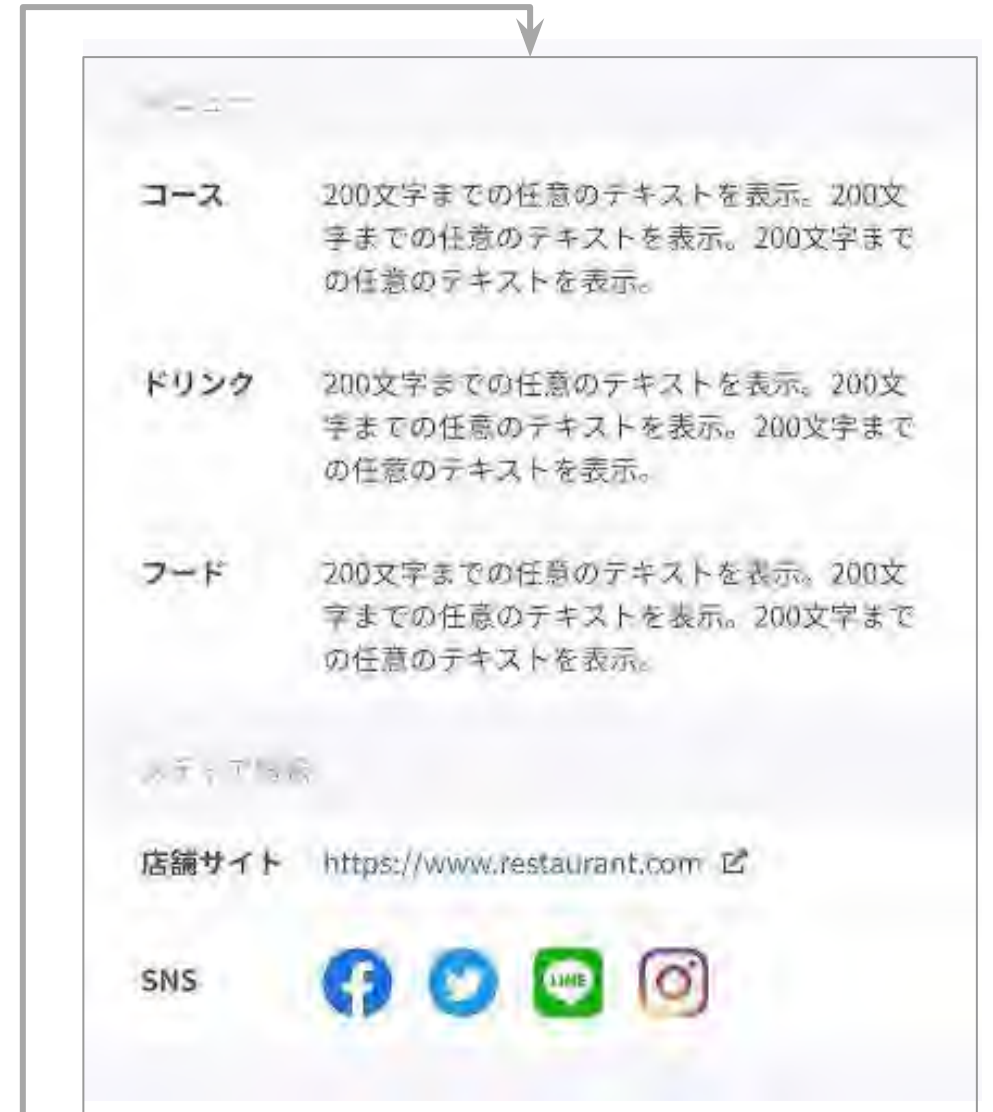 メニュー
コース
200文字までの任意のテキストを表示。200文
字までの任意のテキストを表示。200文字まで
の任意のテキストを表示。
ドリンク
200文字までの任意のテキストを表示。200文
字までの任意のテキストを表示。200文字まで
の任意のテキストを表示。
フード
200文字までの任意のテキストを表示。200文
字までの任意のテキストを表示。200文字まで
の任意のテキストを表示。
店舗サイト
https://www.restaurant.com
SNS
LINE